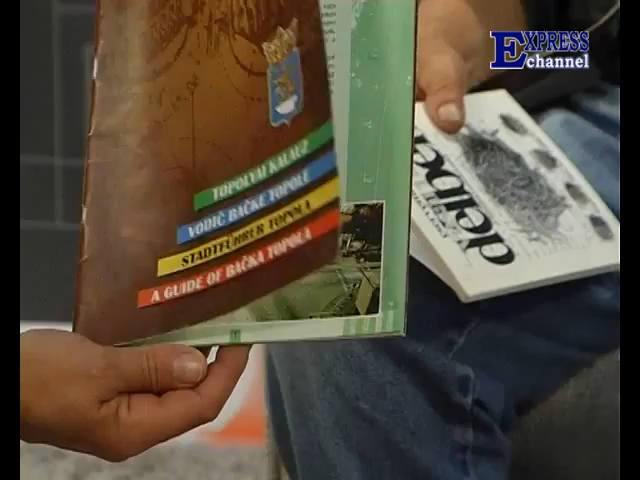 EXPRESS
channel
TOPOLYAI KALAUZ
VODIČ BAČKE TOPOLE
STADTFÜHRER TOPOLA
A GUIDE OF BAČKA TOPOLA